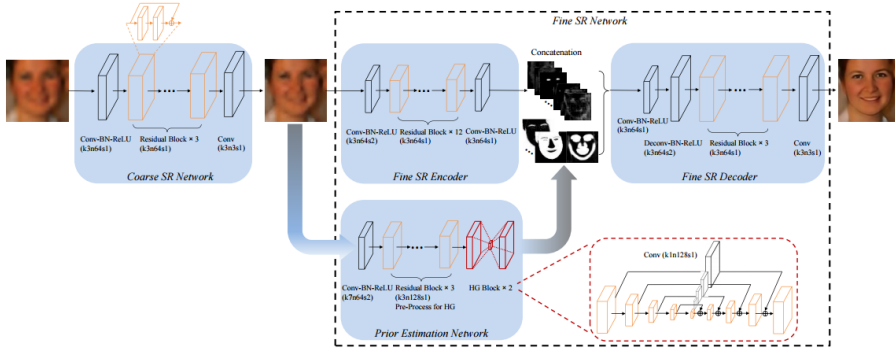 Fine SR Network
Concatenation
Conv-BN-ReLU
(k3n64s1)
Residual Block × 3
(k3n64s1)
Conv
(k3n3s1)
Coarse SR Network
Conv-BN-ReLU
(k3n64s2)
Residual Block × 12
(k3n64s1)
Conv-BN-ReLU
(k3n64s1)
Fine SR Encoder
Conv-BN-ReLU
(k3n64s1)
Deconv-BN-ReLU
(k3n64s2)
Residual Block × 3
(k3n64s1)
Conv
(k3n3s1)
Fine SR Decoder
Conv-BN-ReLU
(k7n64s2)
Residual Block × 3
(k3n128s1)
Pre-Process for HG
HG Block × 2
Prior Estimation Network
Conv (k1n128s1)